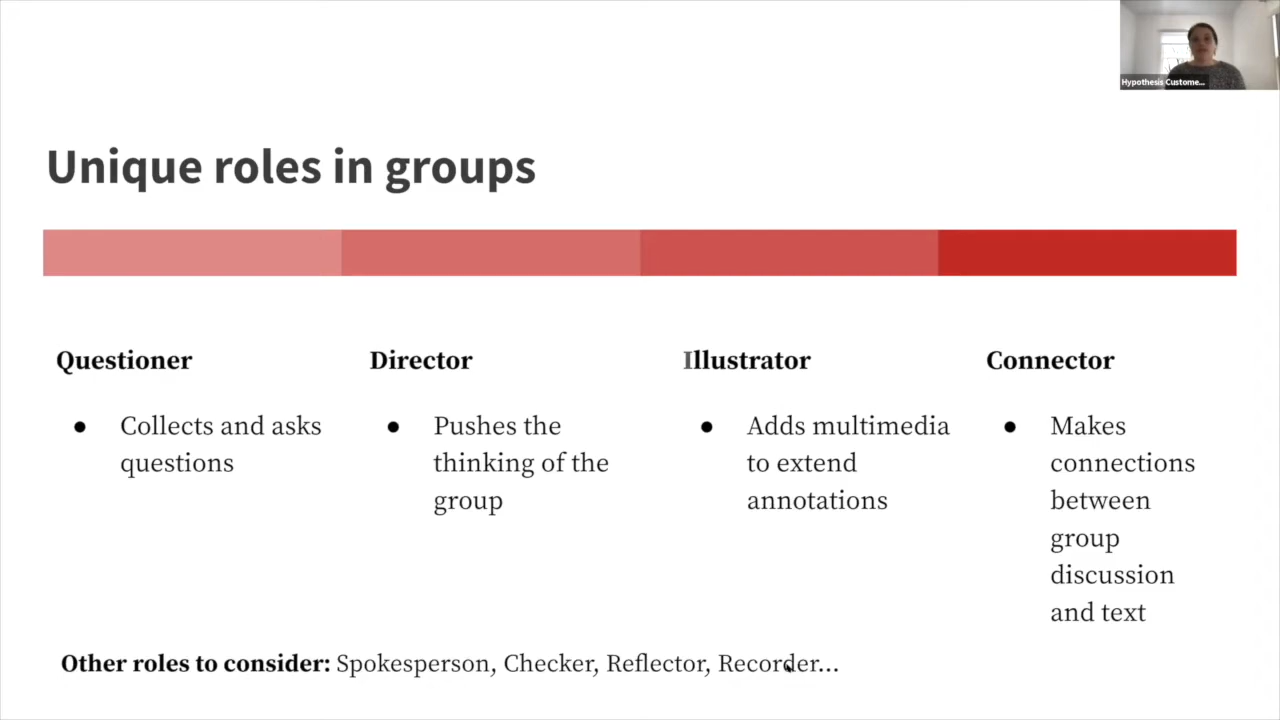 Hypothesis Custome...
Unique roles in groups
Questioner
Collects and asks
questions
Director
Pushes the
thinking of the
group
Illustrator
Adds multimedia
to extend
annotations
Connector
Makes
connections
between
group
discussion
and text
Other roles to consider: Spokesperson, Checker, Reflector, Recorder...